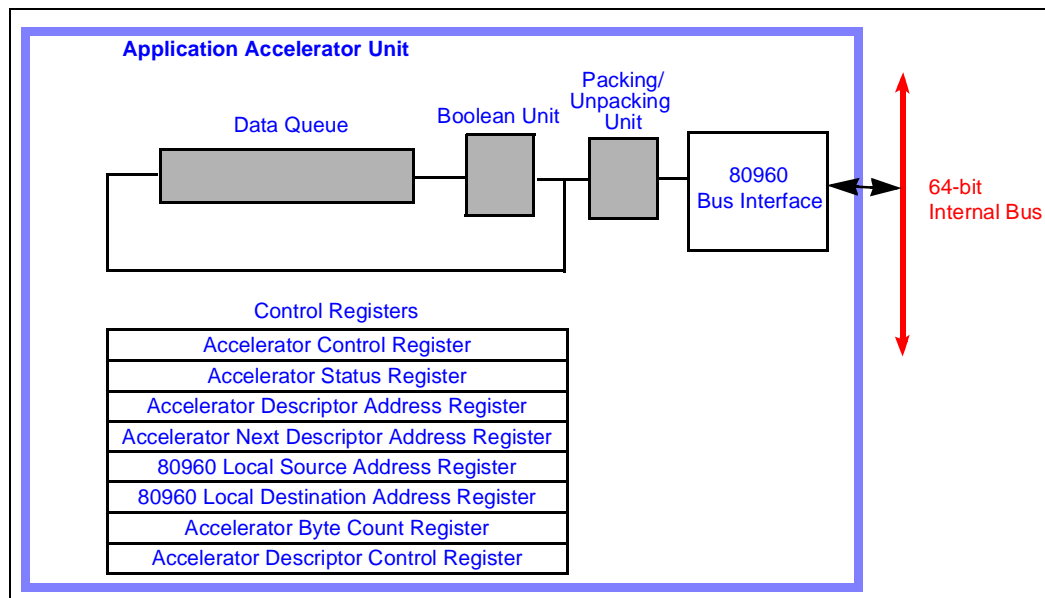 Application Accelerator Unit
Data Queue
Boolean Unit
Packing/
Unpacking
Unit
80960
Bus Interface
64-bit
Internal Bus
Control Registers
Accelerator Control Register
Accelerator Status Register
Accelerator Descriptor Address Register
Accelerator Next Descriptor Address Register
80960 Local Source Address Register
80960 Local Destination Address Register
Accelerator Byte Count Register
Accelerator Descriptor Control Register